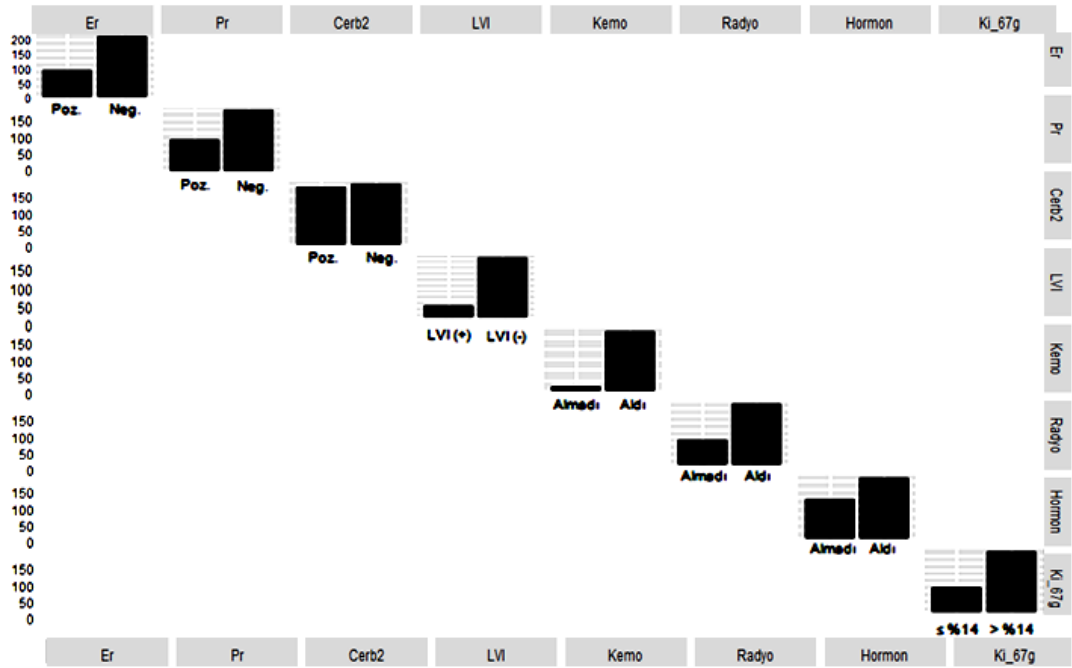 Er Pr Cerb2 LVI Kemo Radyo Hormon Ki_67g
200
150
100
50
0
Poz. Neg.
Er
150
100
50
0
Poz. Neg.
Pr
150
100
50
0
Poz. Neg.
Cerb2
150
100
50
0
LVI (+) LVI (-)
LVI
150
100
50
0
Almadı Aldı
Kemo
150
100
50
0
Almadı Aldı
Radyo
150
100
50
0
Almadı Aldı
Hormon
150
100
50
0
≤ %14 > %14
Ki_67g
Er Pr Cerb2 LVI Kemo Radyo Hormon Ki_67g